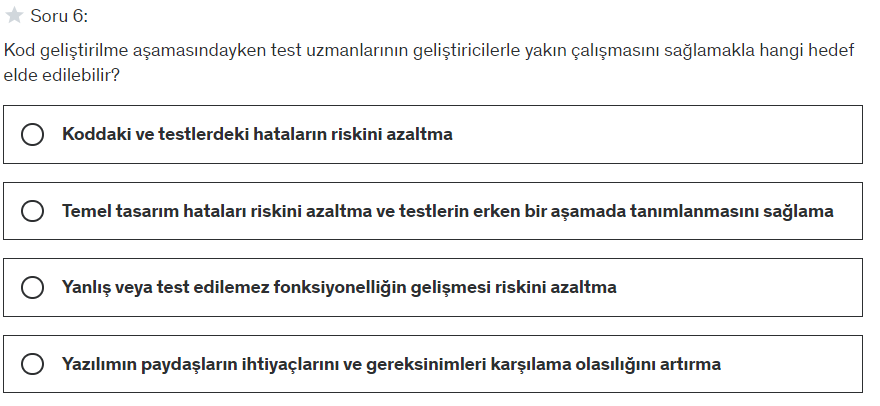 Soru 6:
Kod geliştirilme aşamasındayken test uzmanlarının geliştiricilerle yakın çalışmasını sağlamakla hangi hedef
elde edilebilir?
Koddaki ve testlerdeki hataların riskini azaltma
Temel tasarım hataları riskini azaltma ve testlerin erken bir aşamada tanımlanmasını sağlama
Yanlış veya test edilemez fonksiyonelliğin gelişmesi riskini azaltma
Yazılımın paydaşların ihtiyaçlarını ve gereksinimleri karşılama olasılığını artırma